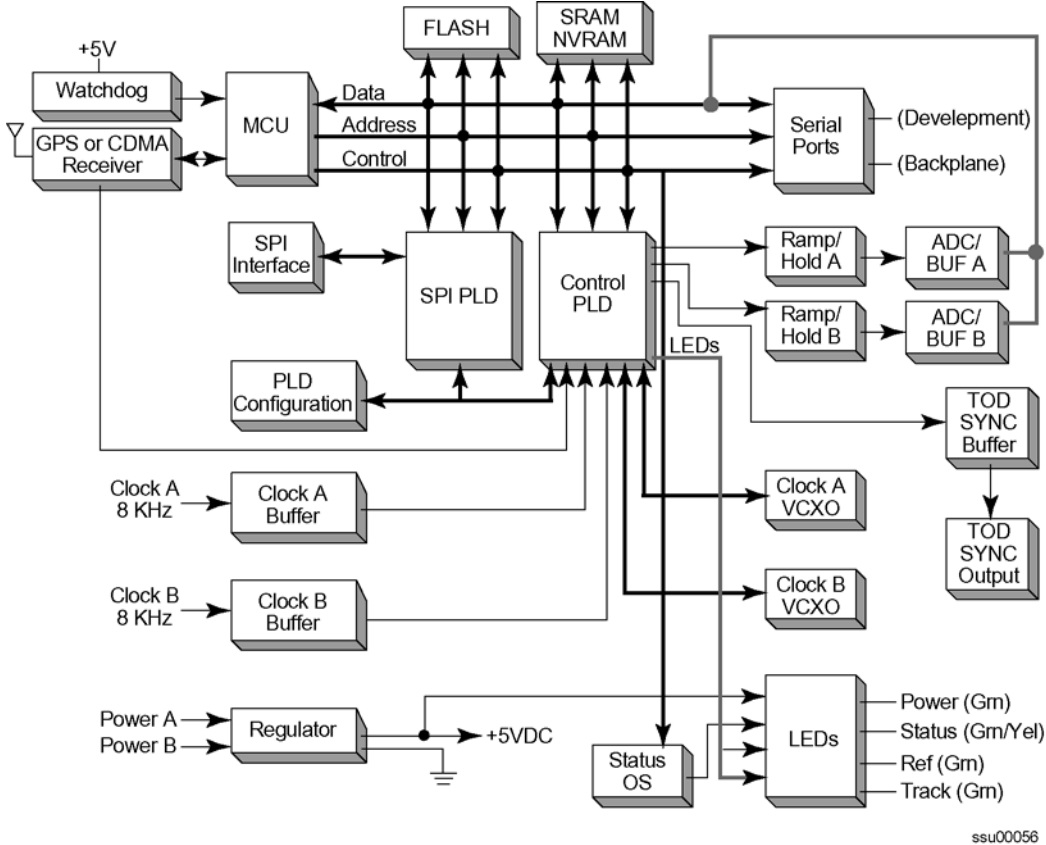 FLASH
SRAM
NVRAM
+5V
Watchdog
MCU
Data
Address
Control
GPS or CDMA
Receiver
Serial
Ports
(Develepment)
(Backplane)
SPI
Interface
SPI PLD
Control
PLD
Ramp/
Hold A
ADC/
BUF A
Ramp/
Hold B
ADC/
BUF B
LEDs
PLD
Configuration
TOD
SYNC
Buffer
Clock A
8 KHz
Clock A
Buffer
Clock A
VCXO
TOD
SYNC
Output
Clock B
8 KHz
Clock B
Buffer
Clock B
VCXO
Power A
Power B
Regulator
+5VDC
Status
OS
LEDs
Power (Grn)
Status (Grn/Yel)
Ref (Grn)
Track (Grn)
ssu00056